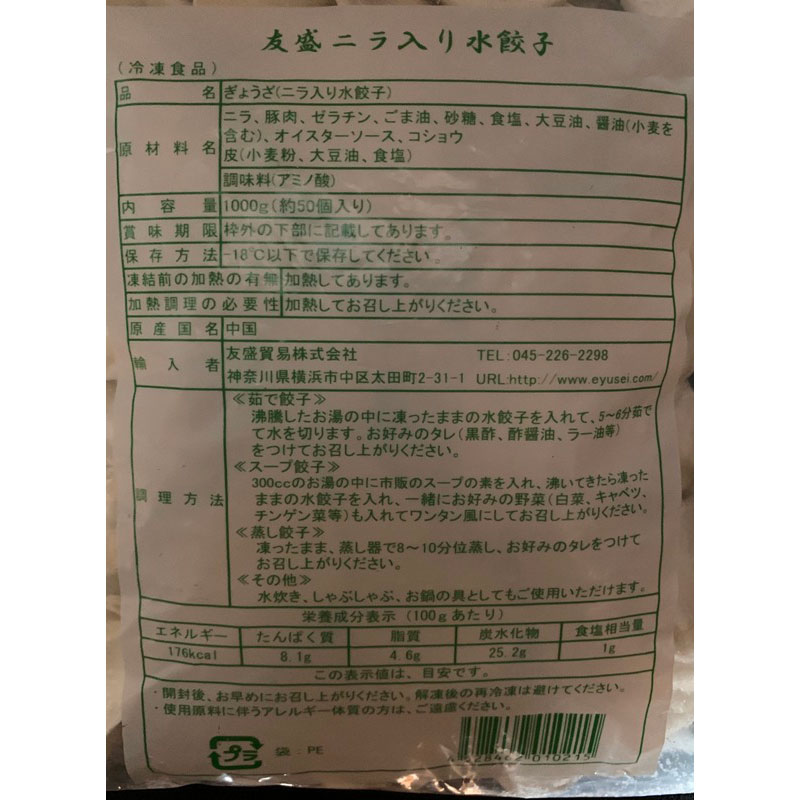 友盛ニラ入り水餃子
(冷凍食品)
品名 ぎょうざ(ニラ入り水餃子)
原材料名 ニラ、豚肉、ゼラチン、ごま油、砂糖、食塩、大豆油、醤油(小麦を
含む)、オイスターソース、コショウ
皮(小麦粉、大豆油、食塩)
調味料(アミノ酸)
内容量 1000g(約50個入り)
賞味期限 枠外の下部に記載してあります。
保存方法 -18℃以下で保存してください。
凍結前の加熱の有無 加熱してあります。
加熱調理の必要性 加熱してお召し上がりください。
原産国名 中国
輸入者 友盛貿易株式会社 TEL:045-226-2298
神奈川県横浜市中区太田町2-31-1 URL:http://www.eyusei.com/
調理方法 ≪茹で餃子≫
沸騰したお湯の中に凍ったままの水餃子を入れて、5~6分茹で
て水を切ります。お好みのタレ(黒酢、酢醤油、ラー油等)
をつけてお召し上がりください。
≪スープ餃子≫
300ccのお湯の中に市販のスープの素を入れ、沸いてきたら凍った
ままの水餃子を入れ、一緒にお好みの野菜(白菜、キャベツ、
チンゲン菜等)も入れてワンタン風にしてお召し上がりください。
≪蒸し餃子≫
凍ったまま、蒸し器で8~10分位蒸し、お好みのタレをつけて
お召し上がりください。
≪その他≫
水炊き、しゃぶしゃぶ、お鍋の具としてもご使用いただけます。
栄養成分表示(100gあたり)
エネルギー たんぱく質 脂質 炭水化物 食塩相当量
176kcal 8.1g 4.6g 25.2g 1g
この表示値は、目安です。
・開封後、お早めにお召し上がりください。解凍後の再冷凍は避けてください。
・使用原料に伴うアレルギー体質の方は、ご遠慮ください。
プラ 袋:PE